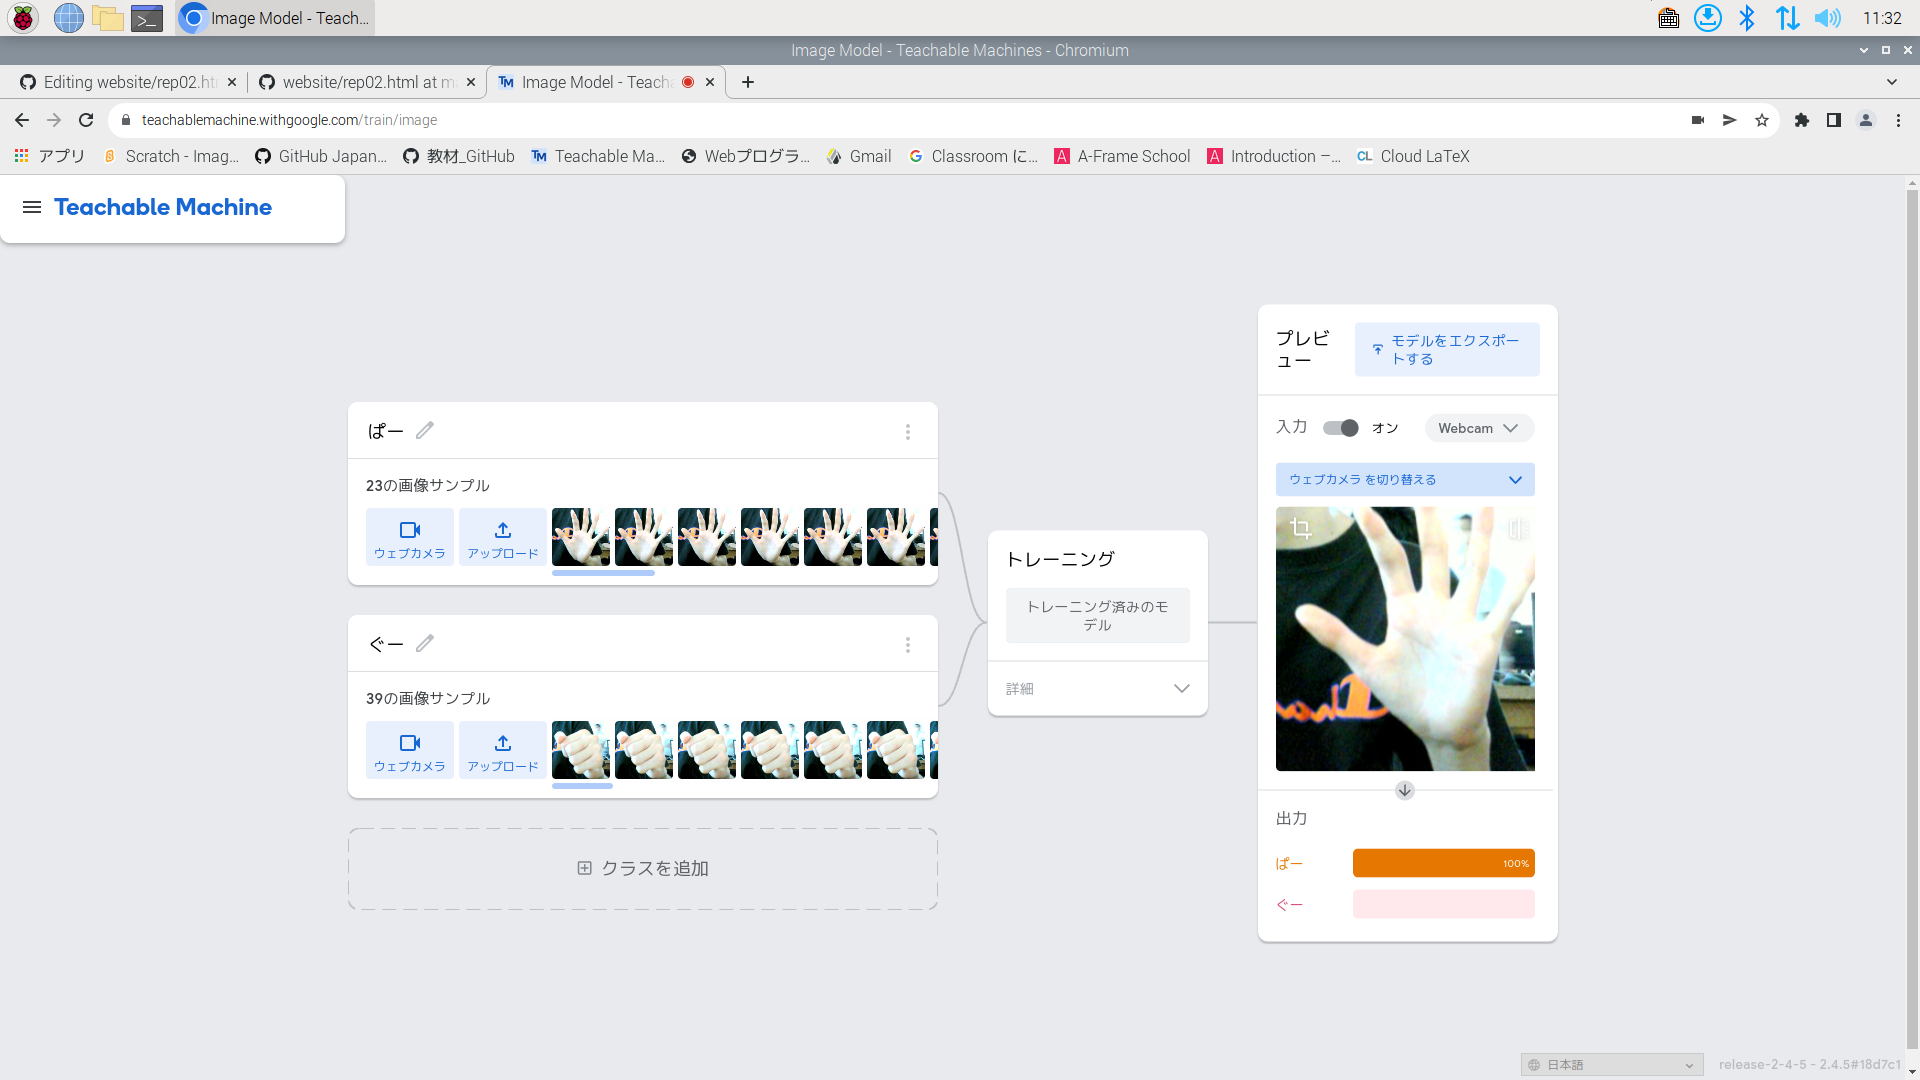 Image Model - Teach...
11:32
Image Model - Teachable Machines - Chromium
Editing website/rep02.ht
website/rep02.html at m
Image Model - Teacha
teachablemachine.withgoogle.com/train/image
アプリ
Scratch - Imag...
GitHub Japan...
教材_GitHub
Teachable Ma...
Webプログラ...
Gmail
Classroom に...
A-Frame School
Introduction –...
CL
Cloud LaTeX
Teachable Machine
プレビュー
モデルをエクスポー
トする
ぱー
入力
オン
Webcam
23の画像サンプル
ウェブカメラ を切り替える
ウェブカメラ
アップロード
トレーニング
トレーニング済みのモ
デル
詳細
ぐー
39の画像サンプル
ウェブカメラ
アップロード
出力
ぱー
100%
ぐー
クラスを追加
日本語
release-2-4-5 - 2.4.5#18d7c1